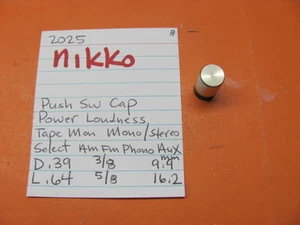 2025
8
nikko
Push Sw Cap
Power Loudness
Tape Mon Mono/Stereo
Select Am Fm Phono Aux
D.39 3/8 9.9 mm
L.64 5/8 16.2